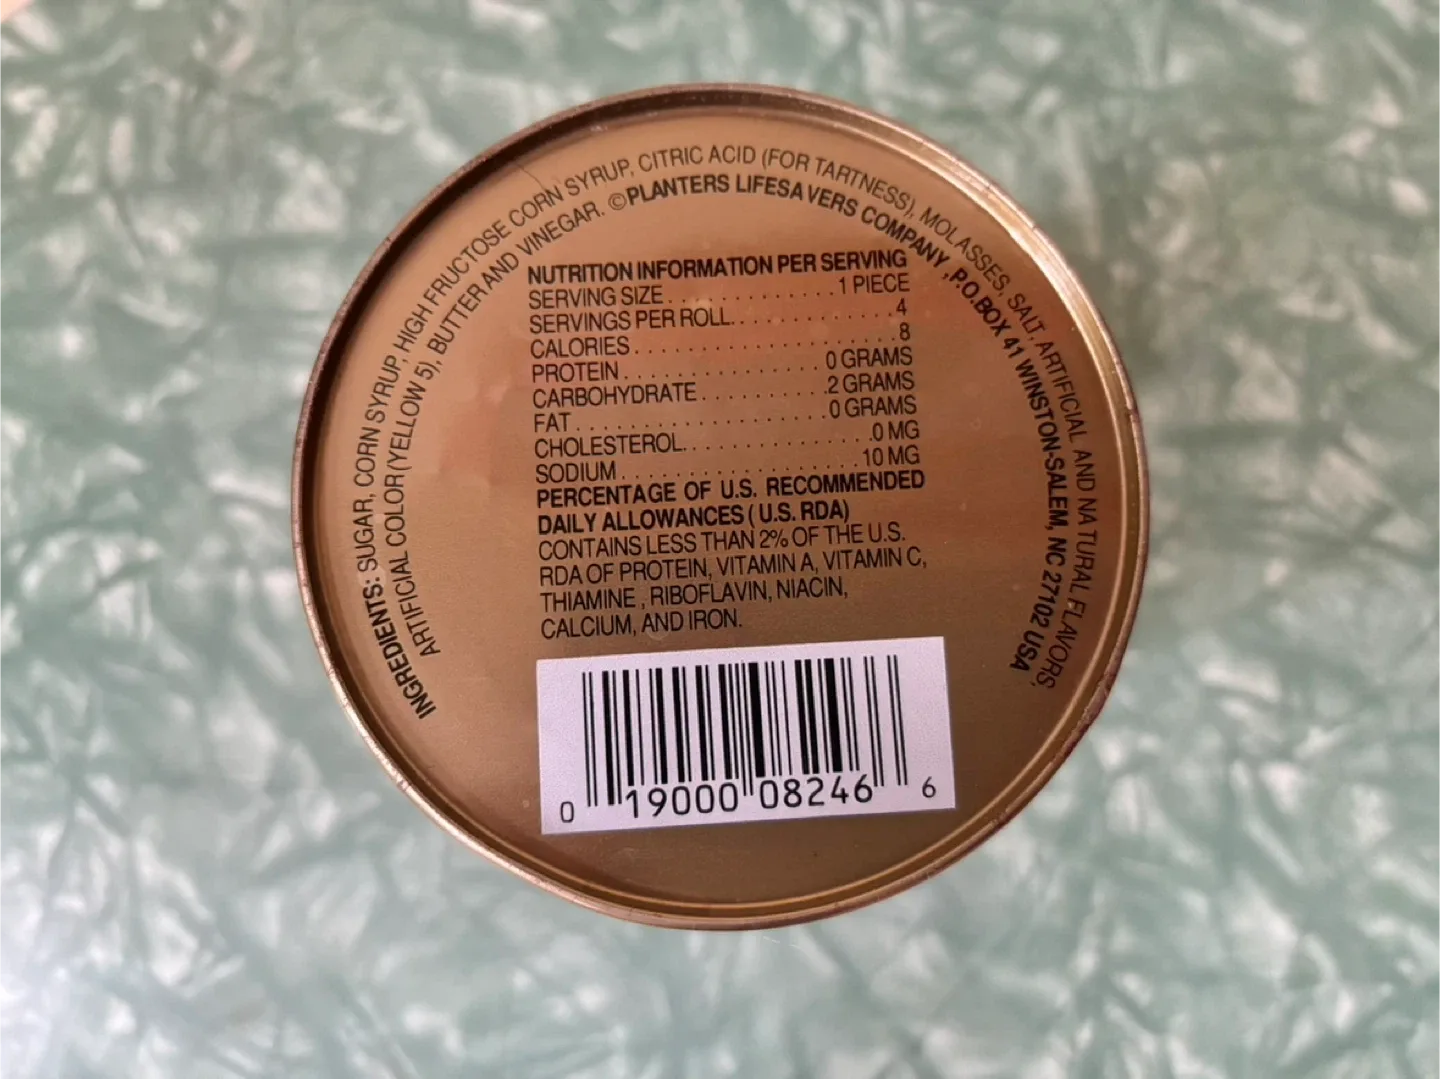 INGREDIENTS: SUGAR, CORN SYRUP, HIGH FRUCTOSE CORN SYRUP, CITRIC ACID (FOR TARTNESS), MOLASSES, SALT, ARTIFICIAL AND NATURAL FLAVORS,
ARTIFICIAL COLOR (YELLOW 5), BUTTER AND VINEGAR. ©PLANTERS LIFESAVERS COMPANY, P.O. BOX 41 WINSTON-SALEM, NC 27102 USA
NUTRITION INFORMATION PER SERVING
SERVING SIZE.............1 PIECE
SERVINGS PER ROLL............4
CALORIES....................8
PROTEIN................0 GRAMS
CARBOHYDRATE..........2 GRAMS
FAT....................0 GRAMS
CHOLESTEROL..............0 MG
SODIUM.................10 MG
PERCENTAGE OF U.S. RECOMMENDED
DAILY ALLOWANCES (U.S. RDA)
CONTAINS LESS THAN 2% OF THE U.S.
RDA OF PROTEIN, VITAMIN A, VITAMIN C,
THIAMINE, RIBOFLAVIN, NIACIN,
CALCIUM, AND IRON.
0 19000 08246 6